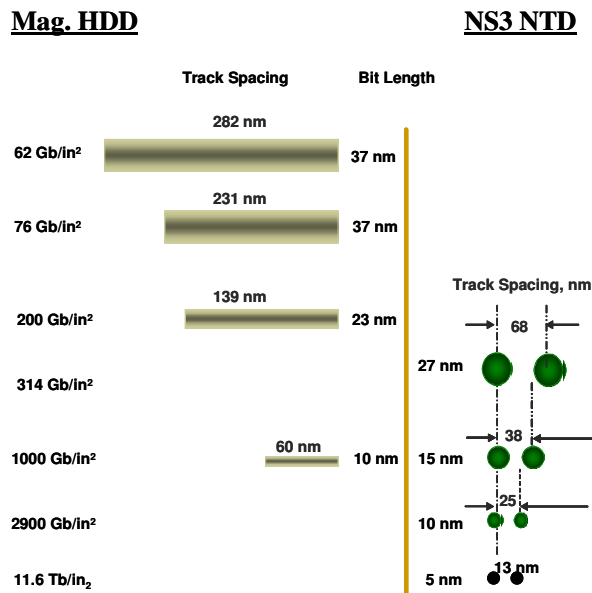 Mag. HDD NS3 NTD
Track Spacing Bit Length
282 nm
62 Gb/in² 37 nm
231 nm
76 Gb/in² 37 nm
Track Spacing, nm
139 nm
200 Gb/in² 23 nm 68
27 nm
314 Gb/in²
60 nm 38
1000 Gb/in² 10 nm 15 nm
25
2900 Gb/in² 10 nm
13 nm
11.6 Tb/in₂ 5 nm